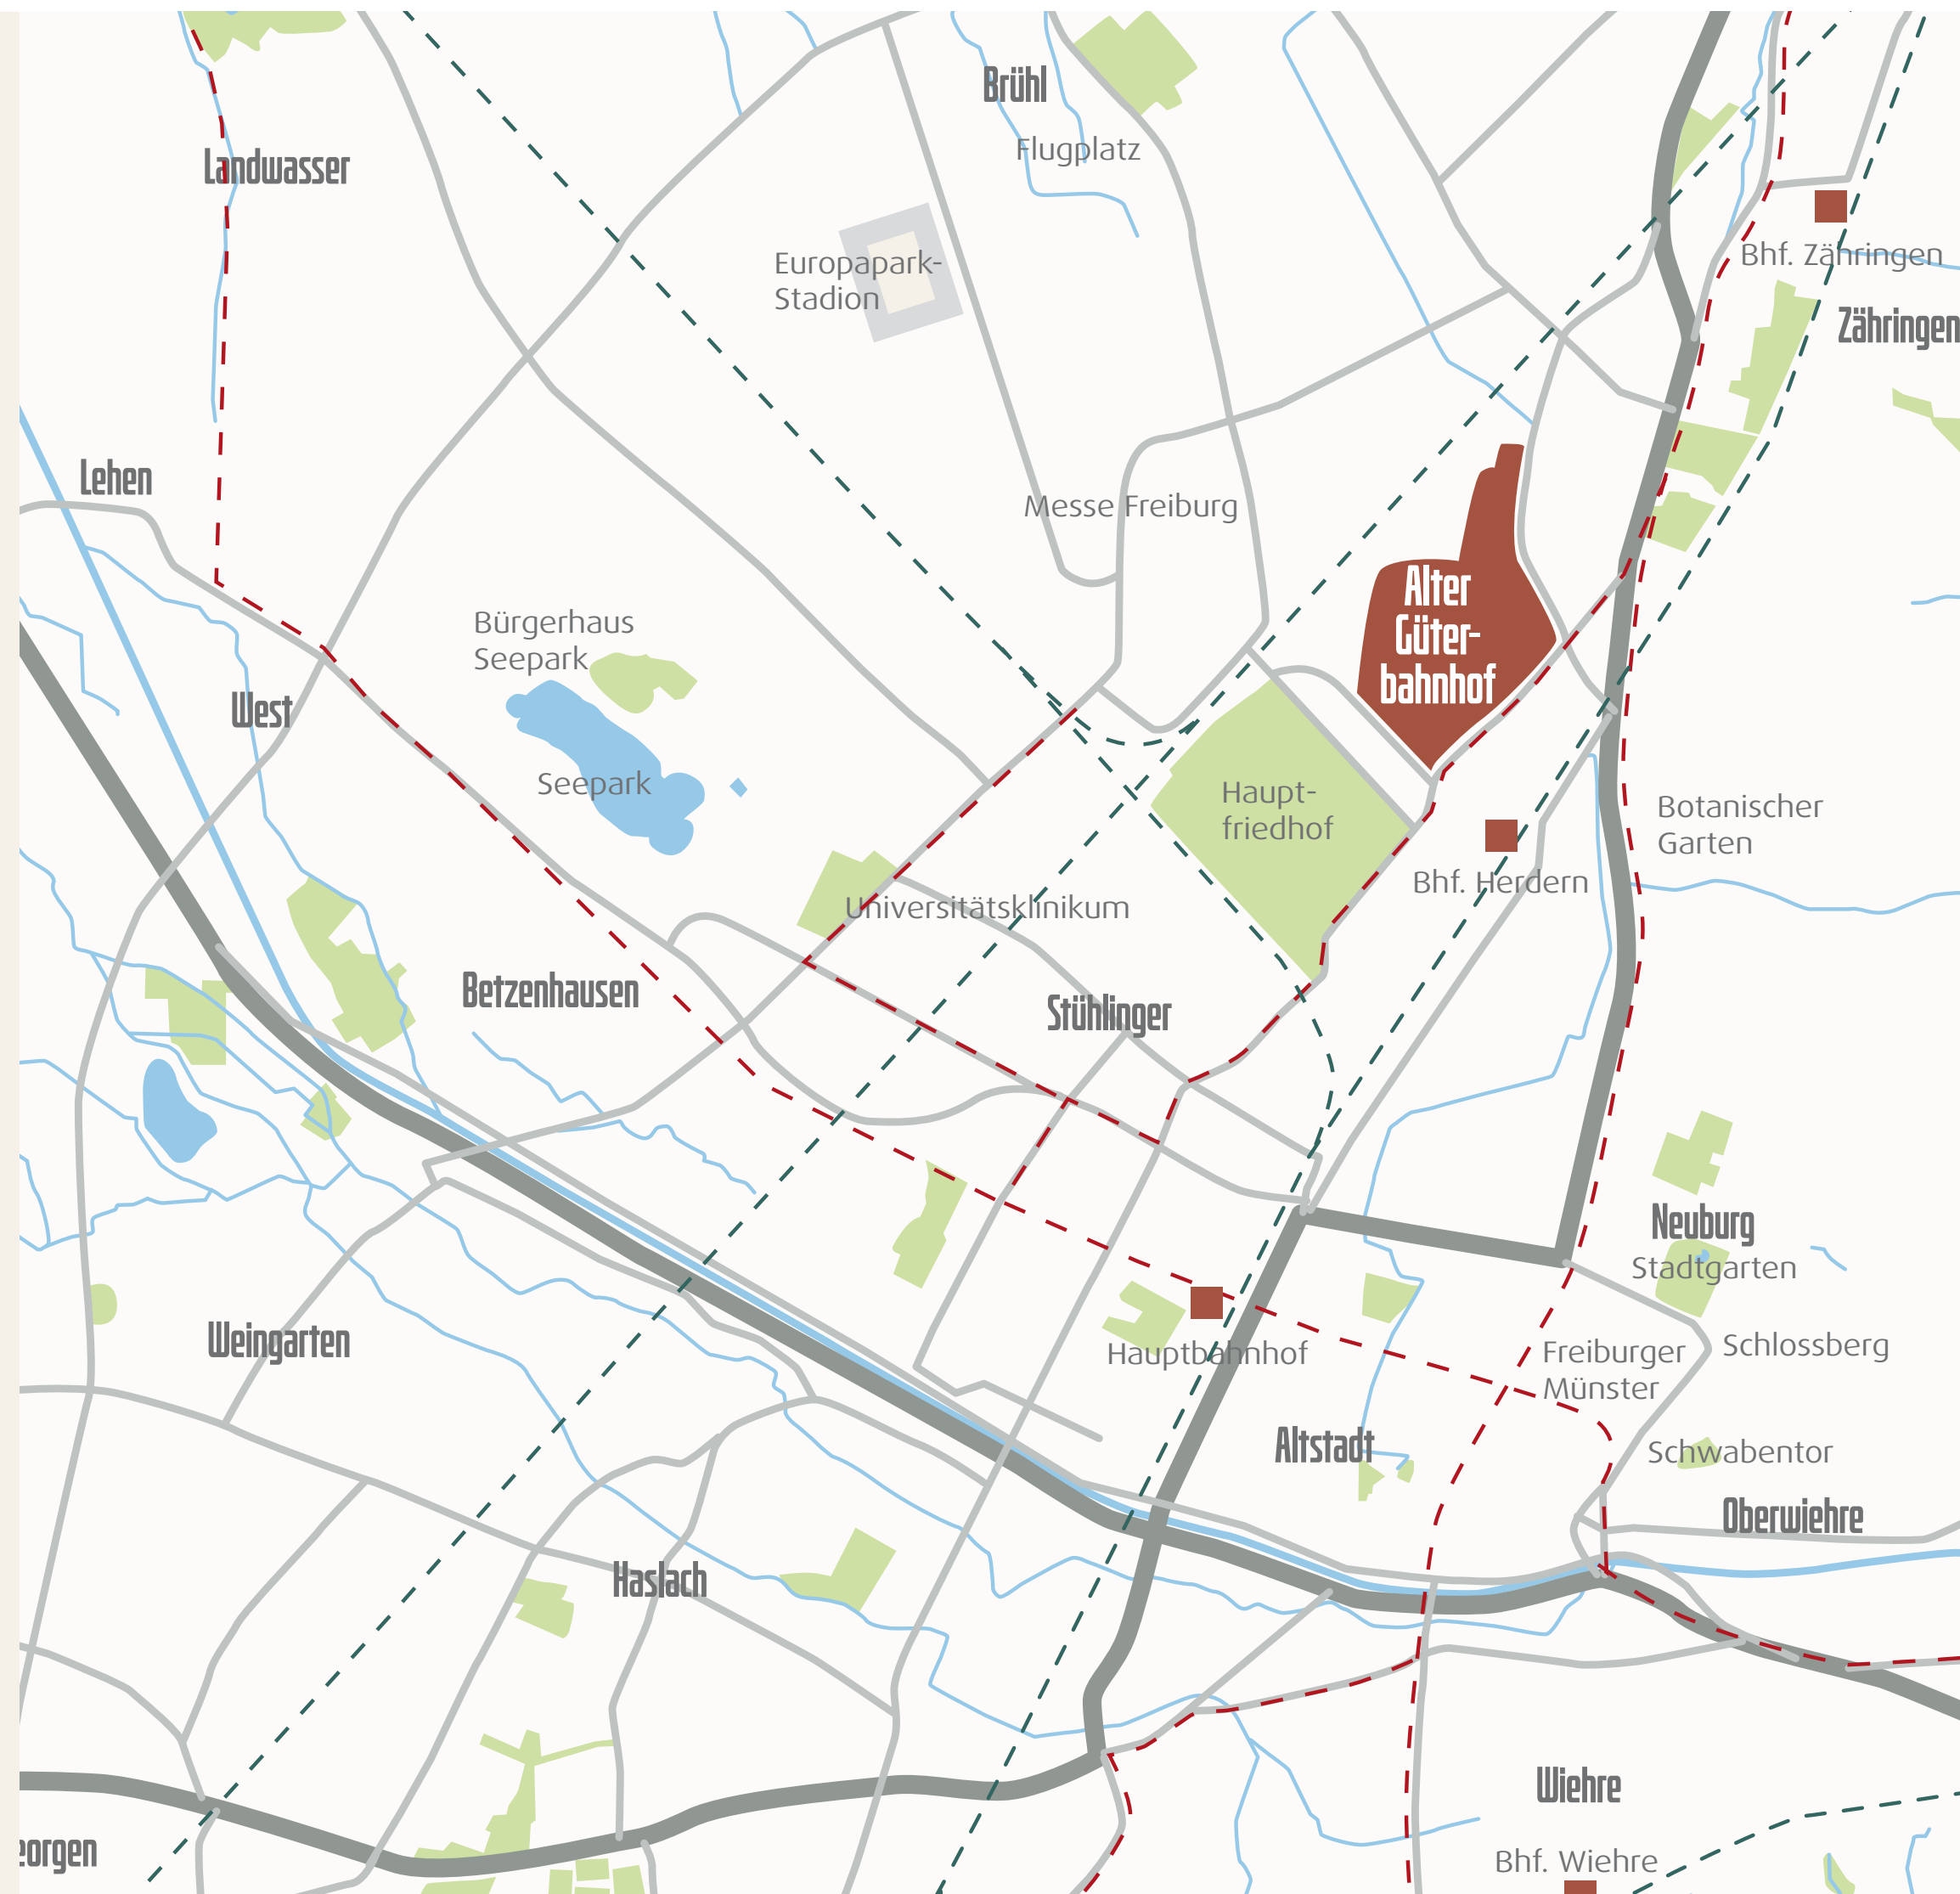 Brühl
Flugplatz
Landwasser
Europapark-
Stadion
Bhf. Zähringen
Zähringen
Lehen
Messe Freiburg
Alter
Güter-
bahnhof
Bürgerhaus
Seepark
West
Seepark
Haupt-
friedhof
Botanischer
Garten
Bhf. Herdern
Universitätsklinikum
Betzenhausen
Stühlinger
Neuburg
Stadtgarten
Weingarten
Hauptbahnhof
Freiburger
Münster
Schlossberg
Altstadt
Schwabentor
Oberwiehre
Haslach
Wiehre
eorgen
Bhf. Wiehre